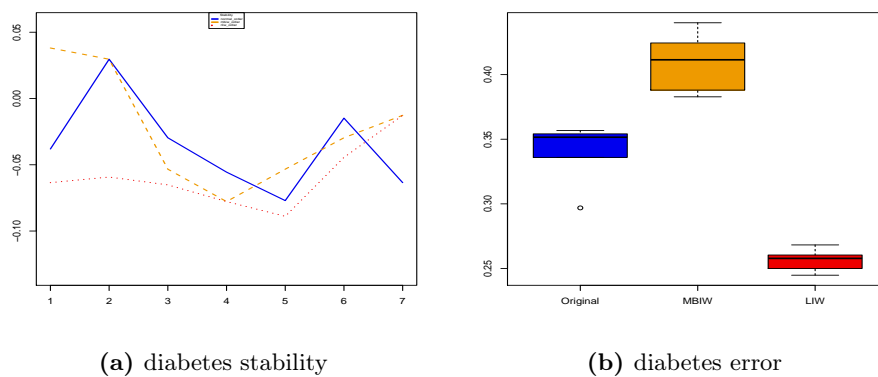 Stability
0.05
0.00
−0.05
−0.10
1 2 3 4 5 6 7
0.40
0.35
0.30
0.25
Original MBIW LIW
(a) diabetes stability
(b) diabetes error